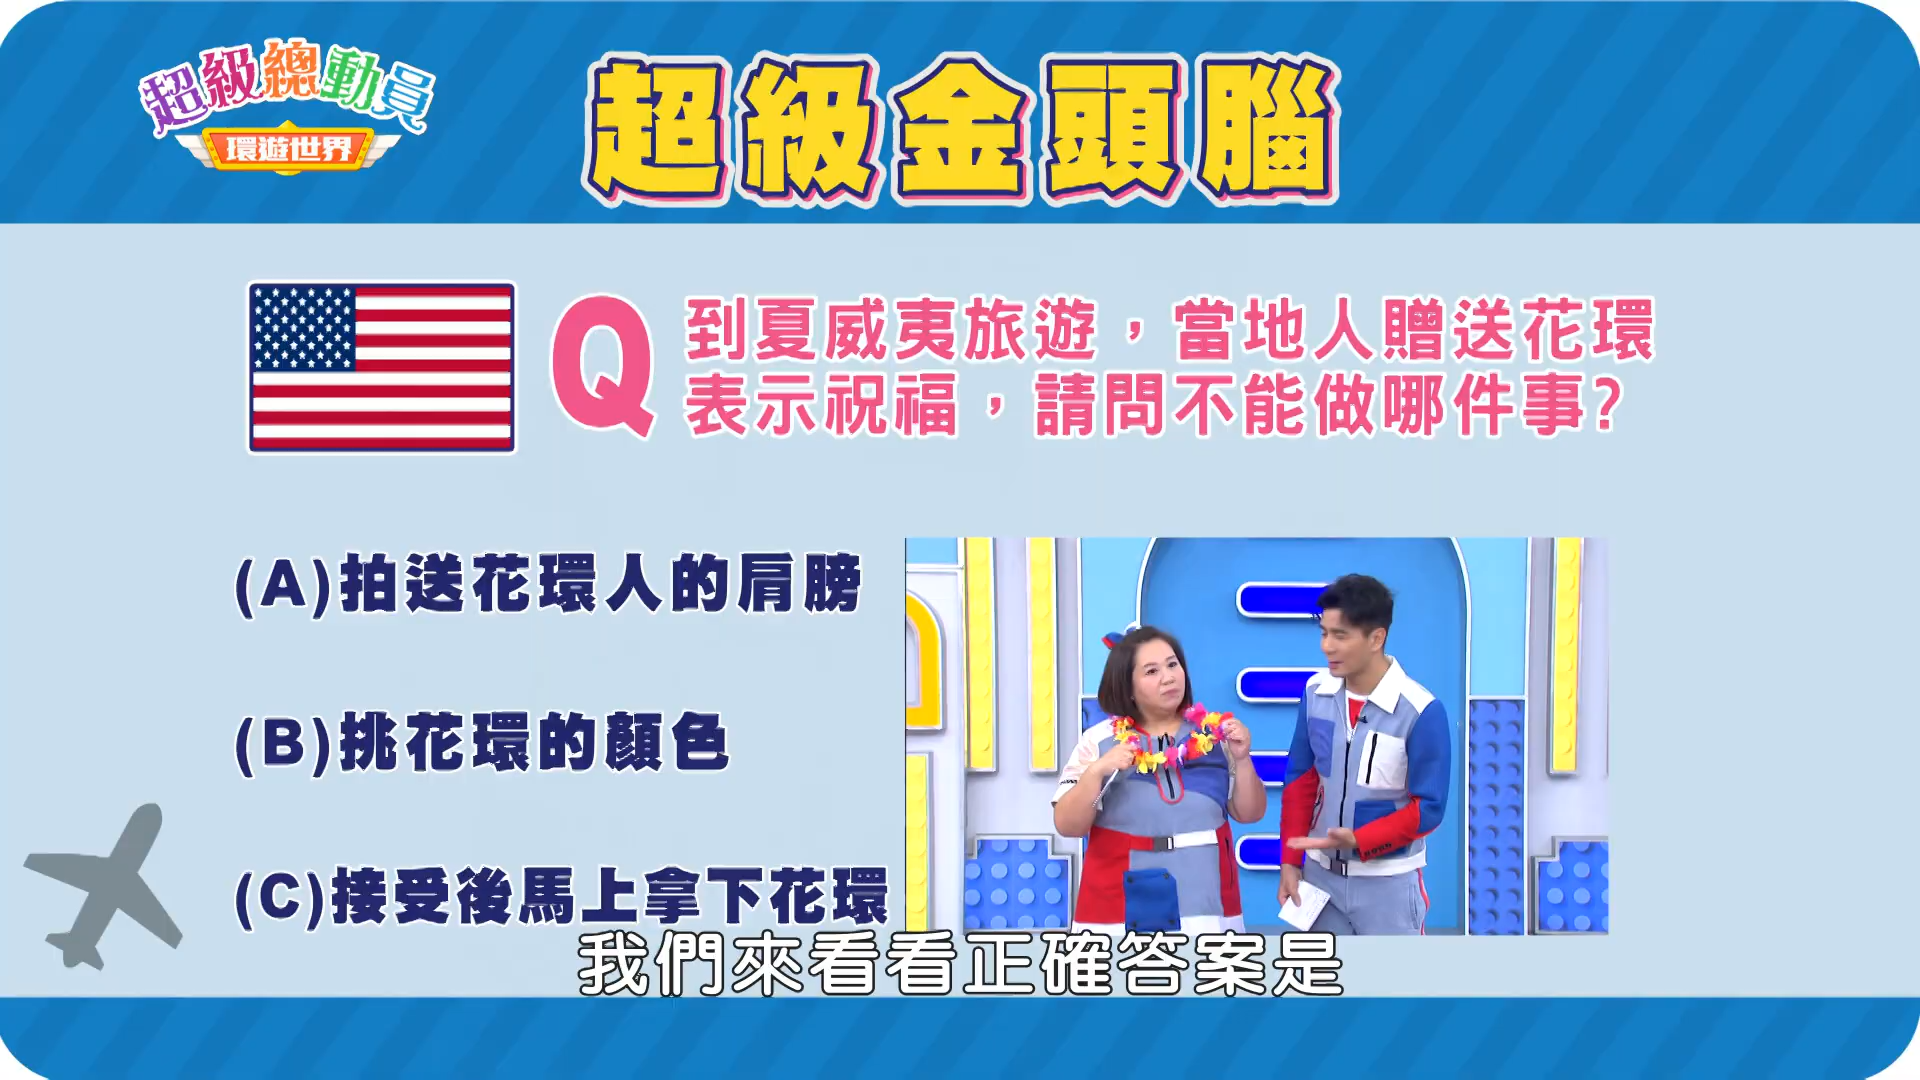 超級總動員
環遊世界
超級金頭腦
Q 到夏威夷旅遊，當地人贈送花環
表示祝福，請問不能做哪件事?
(A)拍送花環人的肩膀
(B)挑花環的顏色
(C)接受後馬上拿下花環
我們來看看正確答案是